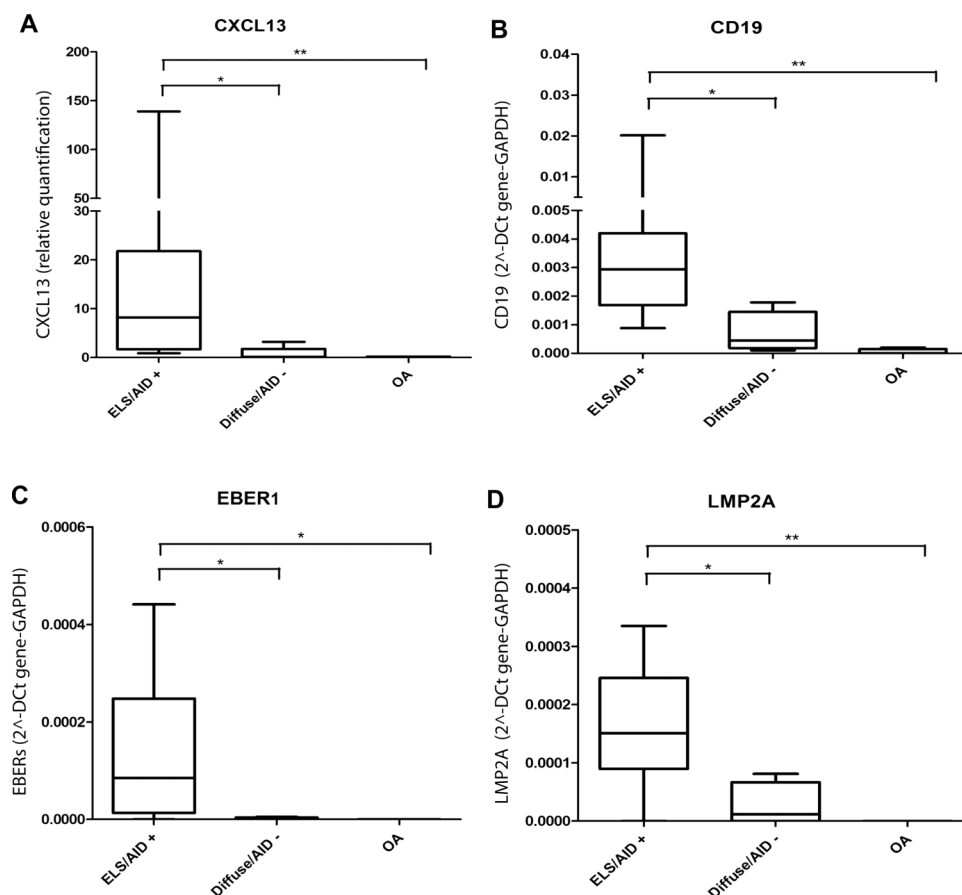 A
CXCL13
**
*
CXCL13 (relative quantification)
200
150
100
50
30
20
10
0
ELS/AID +
Diffuse/AID -
OA
B
CD19
**
*
CD19 (2^-DCt gene-GAPDH)
0.04
0.03
0.02
0.01
0.005
0.004
0.003
0.002
0.001
0.000
ELS/AID +
Diffuse/AID -
OA
C
EBER1
*
*
EBERs (2^-DCt gene-GAPDH)
0.0006
0.0004
0.0002
0.0000
ELS/AID +
Diffuse/AID -
OA
D
LMP2A
**
*
LMP2A (2^-DCt gene-GAPDH)
0.0005
0.0004
0.0003
0.0002
0.0001
0.0000
ELS/AID +
Diffuse/AID -
OA